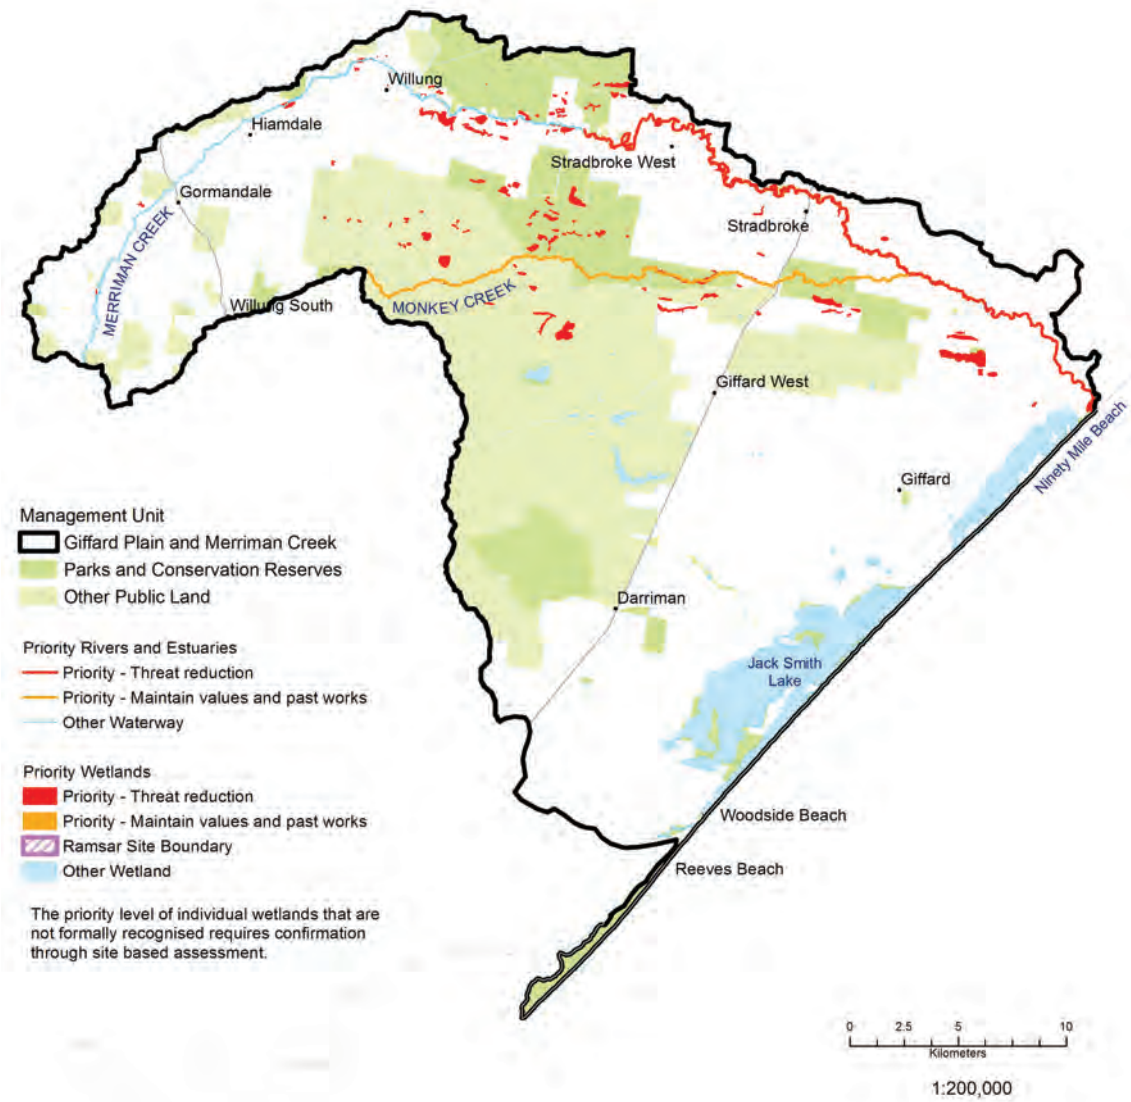 Willung
Hiamdale
Stradbroke West
Gormandale
Stradbroke
MERRIMAN CREEK
Willung South
MONKEY CREEK
Giffard West
Ninety Mile Beach
Giffard
Management Unit
Giffard Plain and Merriman Creek
Parks and Conservation Reserves
Other Public Land
Darriman
Priority Rivers and Estuaries
Priority - Threat reduction
Priority - Maintain values and past works
Other Waterway
Jack Smith
Lake
Priority Wetlands
Priority - Threat reduction
Priority - Maintain values and past works
Ramsar Site Boundary
Other Wetland
Woodside Beach
Reeves Beach
The priority level of individual wetlands that are
not formally recognised requires confirmation
through site based assessment.
0 2.5 5 10
Kilometers
1:200,000